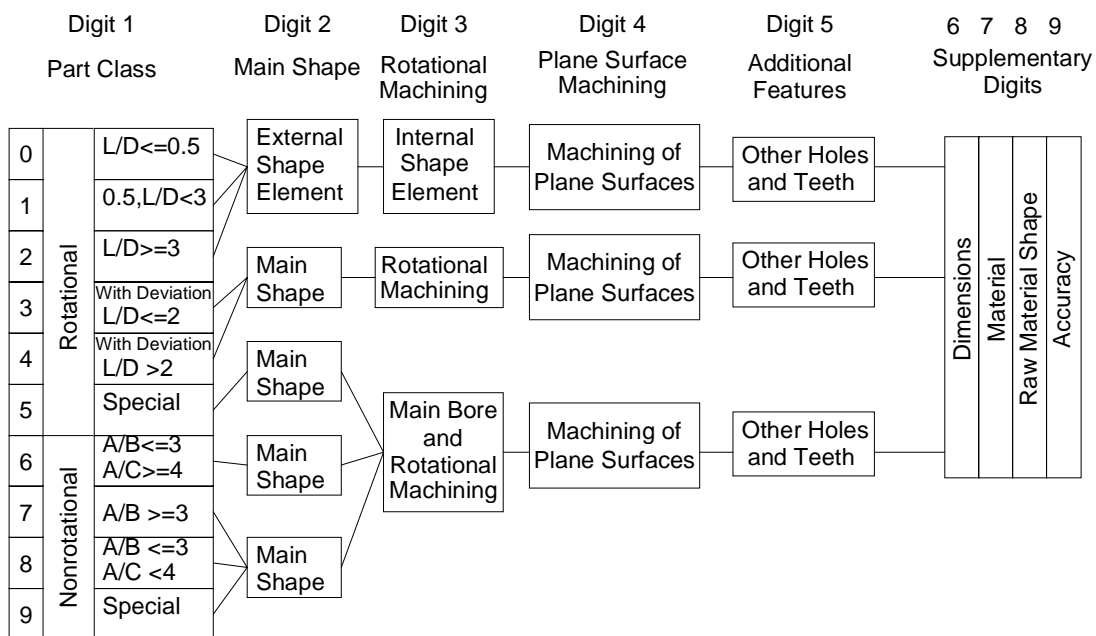 Digit 1
Digit 2
Digit 3
Digit 4
Digit 5
6 7 8 9
Part Class
Main Shape
Rotational
Machining
Plane Surface
Machining
Additional
Features
Supplementary
Digits
0
L/D<=0.5
1
0.5,L/D<3
2
L/D>=3
3
With Deviation
L/D<=2
4
With Deviation
L/D >2
5
Special
Rotational
6
A/B<=3
A/C>=4
7
A/B >=3
8
A/B <=3
A/C <4
9
Special
Nonrotational
External
Shape
Element
Internal
Shape
Element
Machining of
Plane Surfaces
Other Holes
and Teeth
Main
Shape
Rotational
Machining
Machining of
Plane Surfaces
Other Holes
and Teeth
Main
Shape
Main
Shape
Main
Shape
Main Bore
and
Rotational
Machining
Machining of
Plane Surfaces
Other Holes
and Teeth
Dimensions
Material
Raw Material Shape
Accuracy